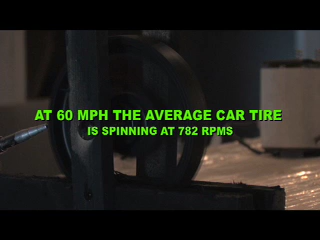 AT 60 MPH THE AVERAGE CAR TIRE
IS SPINNING AT 782 RPMS